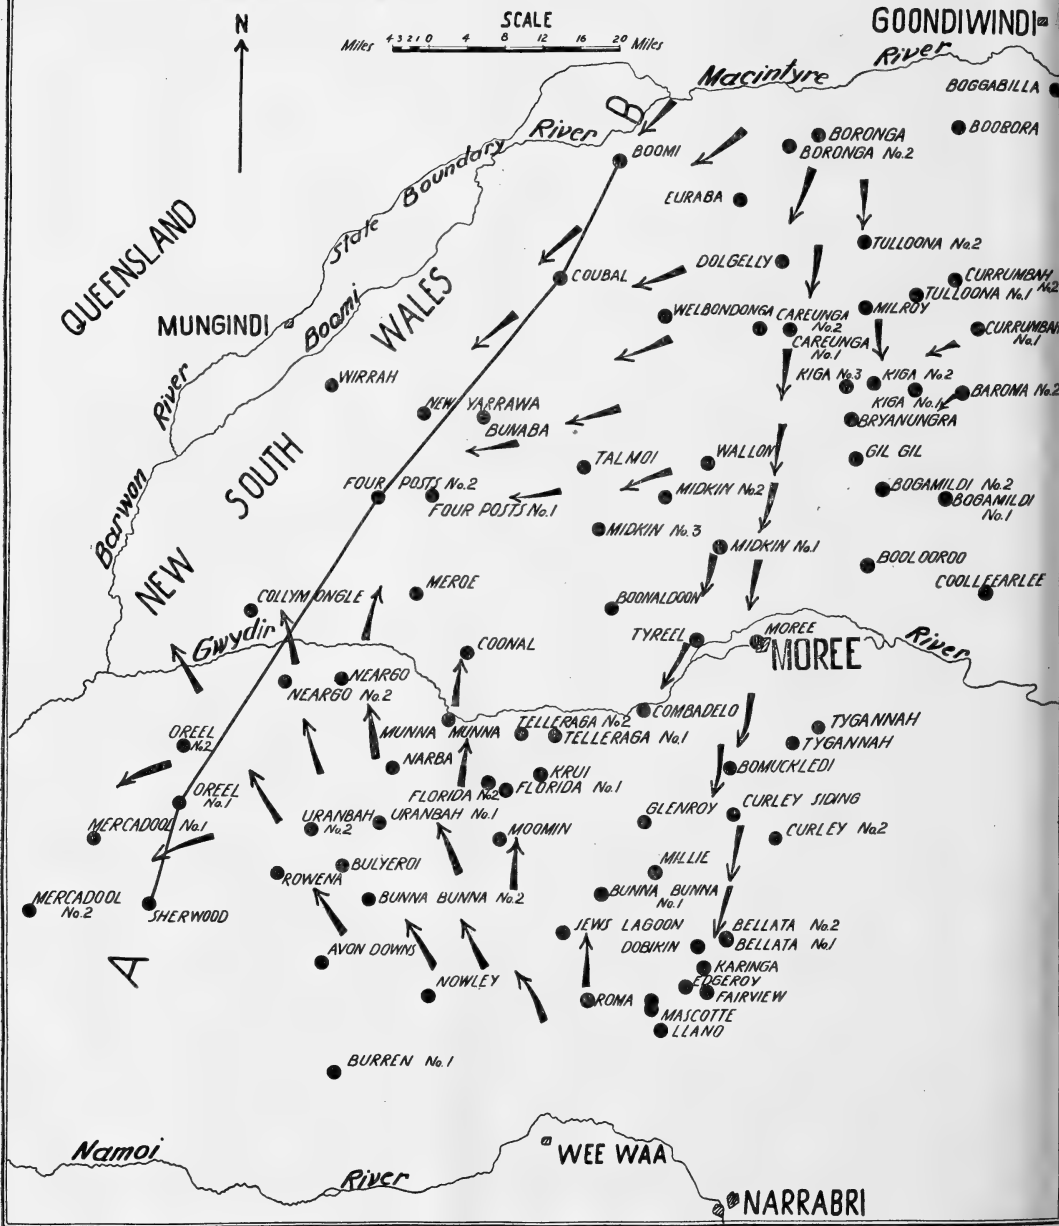 N
SCALE
Miles 4 3 2 1 0 4 8 12 16 20 Miles
GOONDIWINDI
Macintyre River
BOGGABILLA
BOOBORA
B
State Boundary River
BORONGA
BORONGA No.2
BOOMI
EURABA
QUEENSLAND
TULLOONA No.2
DOLGELLY
COUBAL
CURRUMBAH No.2
TULLOONA No.1
MUNGINDI
Boomi
WALES
WELBONDONGA
CAREUNGA No.2
MILROY
CAREUNGA No.1
CURRUMBAH No.1
WIRRAH
KIGA No.3
KIGA No.2
River
NEW YARRAWA
KIGA No.1
BAROMA No.2
BUNABA
BRYANUNGRA
SOUTH
TALMOI
WALLON
GIL GIL
FOUR POSTS No.2
FOUR POSTS No.1
MIDKIN No.2
BOGAMILDI No.2
BOGAMILDI No.1
Barwon
MIDKIN No.3
MIDKIN No.1
NEW
BOOLOOROO
COLLYMONGLE
MEROE
BOONALDOON
COOLLEEARLEE
Gwydir
COONAL
TYREEL
MOREE
MOREE
River
NEARGO
NEARGO No.2
COMBADELO
OREEL No.2
MUNNA MUNNA
TELLERAGA No.2
TELLERAGA No.1
TYGANNAH
TYGANNAH
NARBA
KRUI
BOMUCKLEDI
OREEL No.1
FLORIDA No.2
FLORIDA No.1
MERCADOOL No.1
URANBAH No.2
URANBAH No.1
GLENROY
CURLEY SIDING
MOOMIN
CURLEY No.2
ROWENA
BULYEROI
MILLIE
MERCADOOL No.2
SHERWOOD
BUNNA BUNNA No.2
BUNNA BUNNA No.1
A
JEWS LAGOON
BELLATA No.2
AVON DOWNS
DOBIKIN
BELLATA No.1
KARINGA
NOWLEY
EDGEROY
ROMA
FAIRVIEW
MASCOTTE
LLANO
BURREN No.1
Namoi River
WEE WAA
NARRABRI